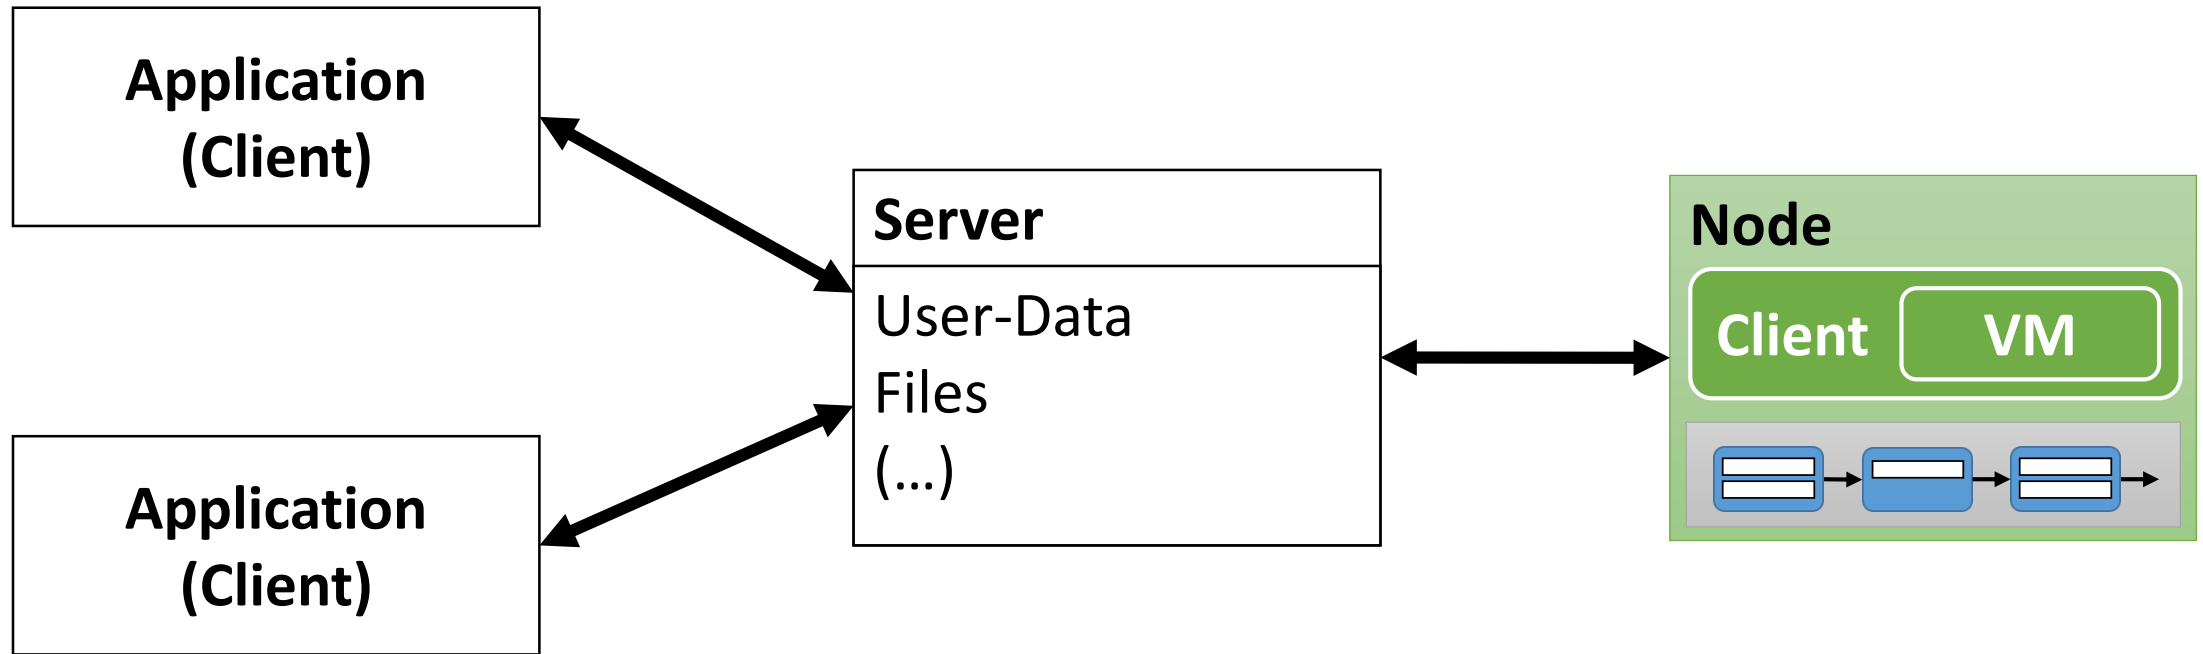 Application
(Client)
Application
(Client)
Server
User-Data
Files
(...)
Node
Client
VM